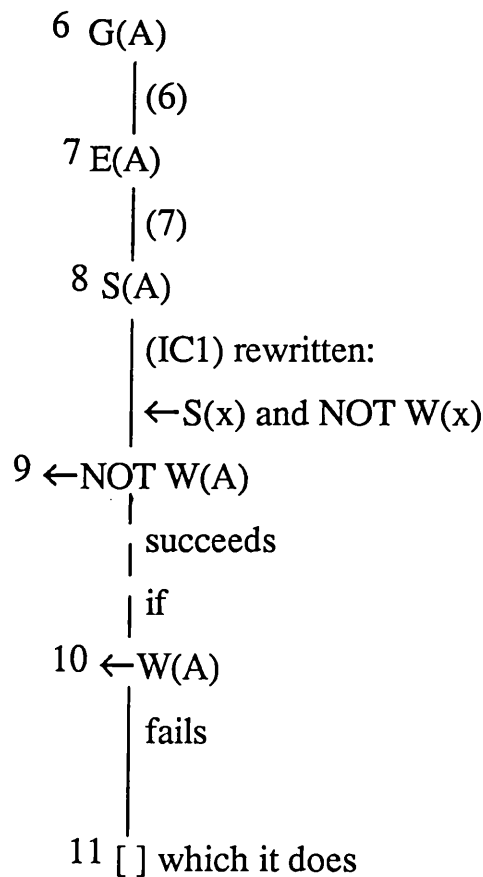 6 G(A)
(6)
7 E(A)
(7)
8 S(A)
(IC1) rewritten:
←S(x) and NOT W(x)
9 ←NOT W(A)
succeeds
if
10 ←W(A)
fails
11 [ ] which it does